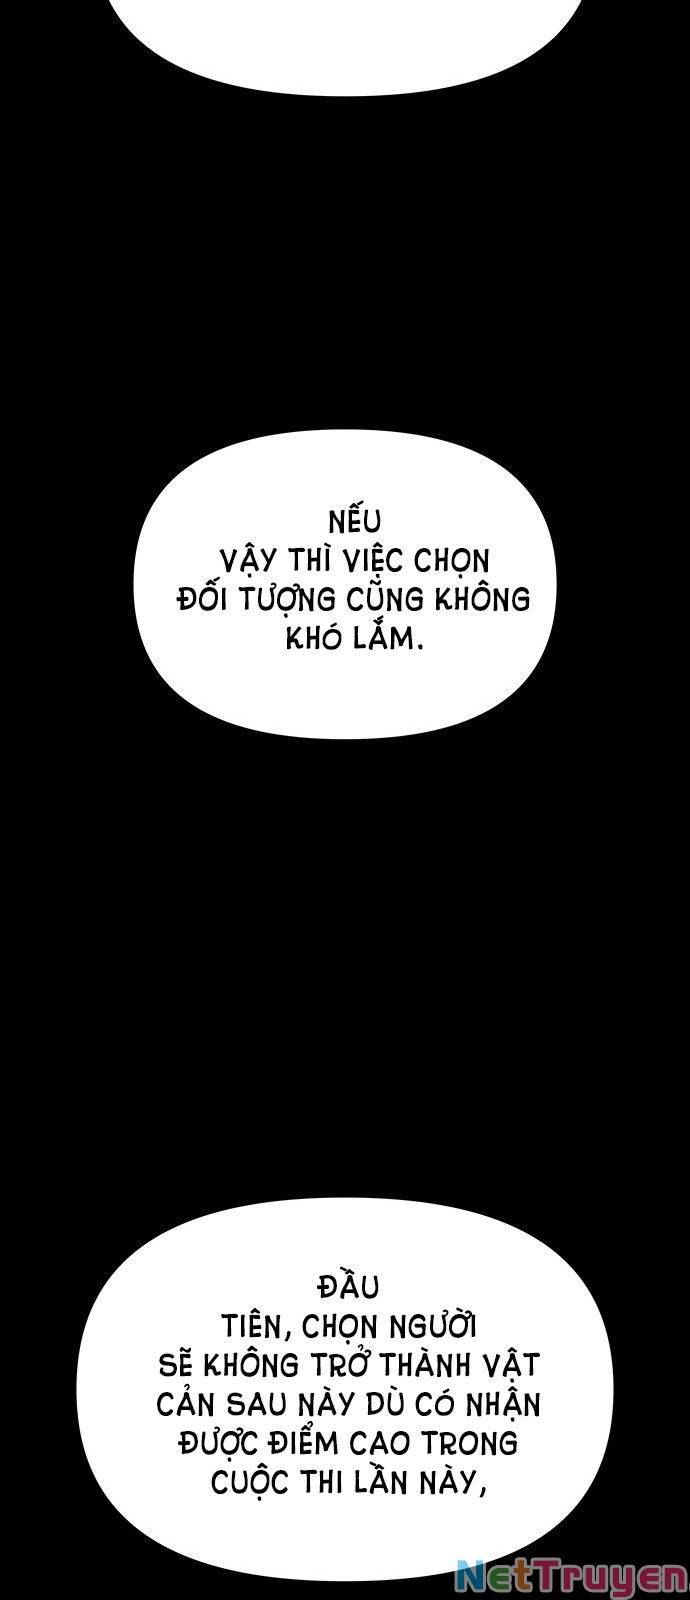 NẾU
VẬY THÌ VIỆC CHỌN
ĐỐI TƯỢNG CŨNG KHÔNG
KHÓ LẮM.
ĐẦU
TIÊN, CHỌN NGƯỜI
SẼ KHÔNG TRỞ THÀNH VẬT
CẢN SAU NÀY DÙ CÓ NHẬN
ĐƯỢC ĐIỂM CAO TRONG
CUỘC THI LẦN NÀY,
NetTruyen